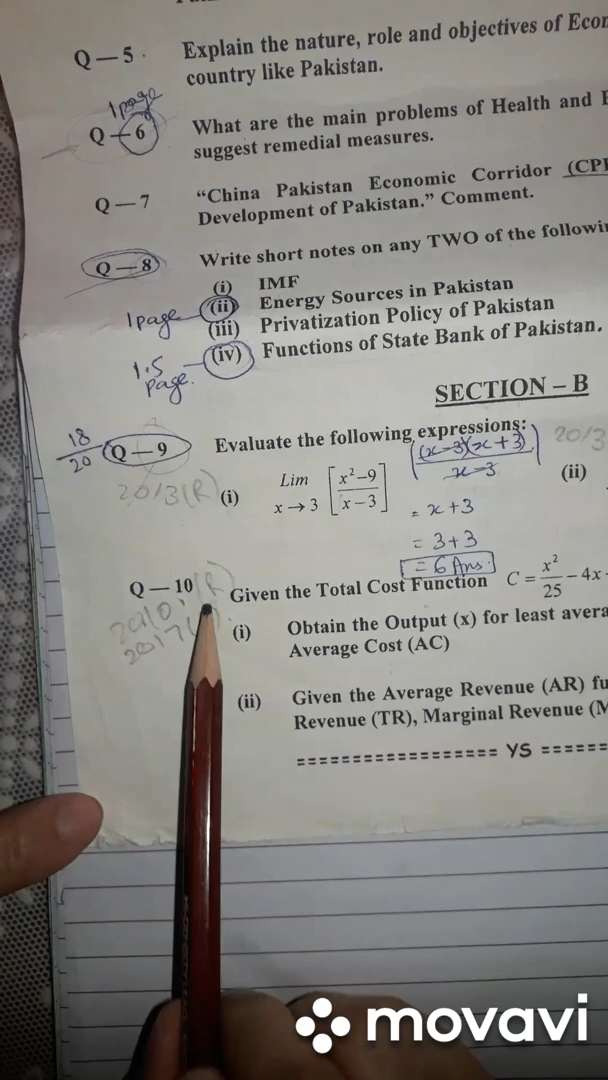 Q — 5 . Explain the nature, role and objectives of Econ
country like Pakistan.
1 page
Q — 6 What are the main problems of Health and E
suggest remedial measures.
Q — 7 “China Pakistan Economic Corridor (CPE
Development of Pakistan.” Comment.
Q — 8 Write short notes on any TWO of the followin
(i) IMF
1 page (ii) Energy Sources in Pakistan
(iii) Privatization Policy of Pakistan
1.5 page. (iv) Functions of State Bank of Pakistan.
SECTION – B
18/20 Q — 9 Evaluate the following expressions:
2013(R) (i) Lim x → 3 [x²–9 / x – 3] (x–3)(x+3) / x–3 2013 (ii)
= x + 3
= 3 + 3
= 6 Ans.
Q — 10 (R) Given the Total Cost Function C = x²/25 – 4x
2017 (i) Obtain the Output (x) for least avera
Average Cost (AC)
(ii) Given the Average Revenue (AR) fu
Revenue (TR), Marginal Revenue (M
================== YS ======
movavi